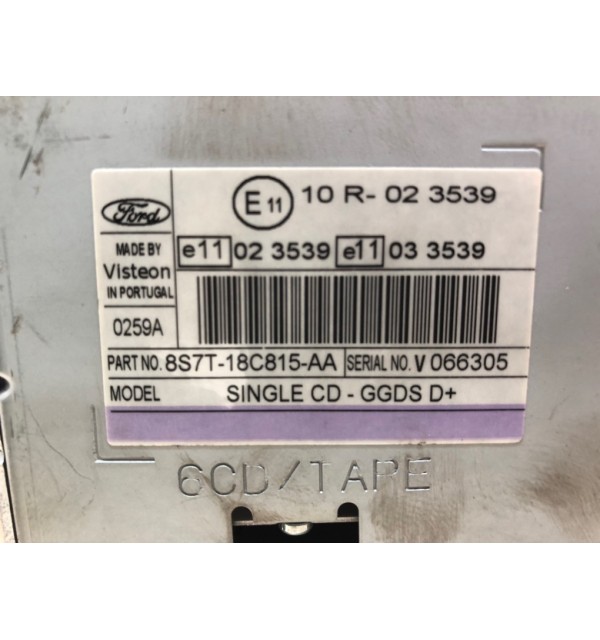 Ford
E 11 10 R- 02 3539
MADE BY
Visteon
IN PORTUGAL
e11 02 3539 e11 03 3539
0259A
PART NO. 8S7T-18C815-AA SERIAL NO. V 066305
MODEL SINGLE CD - GGDS D+
6CD/TAPE